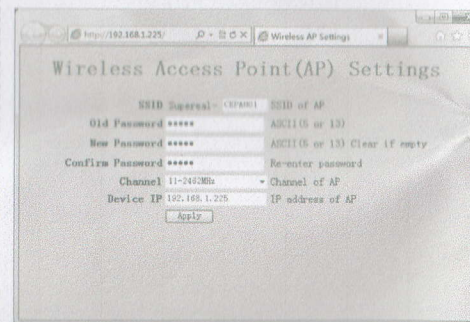 http://192.168.1.225/
Wireless AP Settings
Wireless Access Point(AP) Settings
SSID Supereal- SSID of AP
Old Password ***** ASCII(5 or 13)
New Password ***** ASCII(5 or 13) Clear if empty
Confirm Password ***** Re-enter password
Channel 11-2462MHz Channel of AP
Device IP 192.168.1.225 IP address of AP
Apply